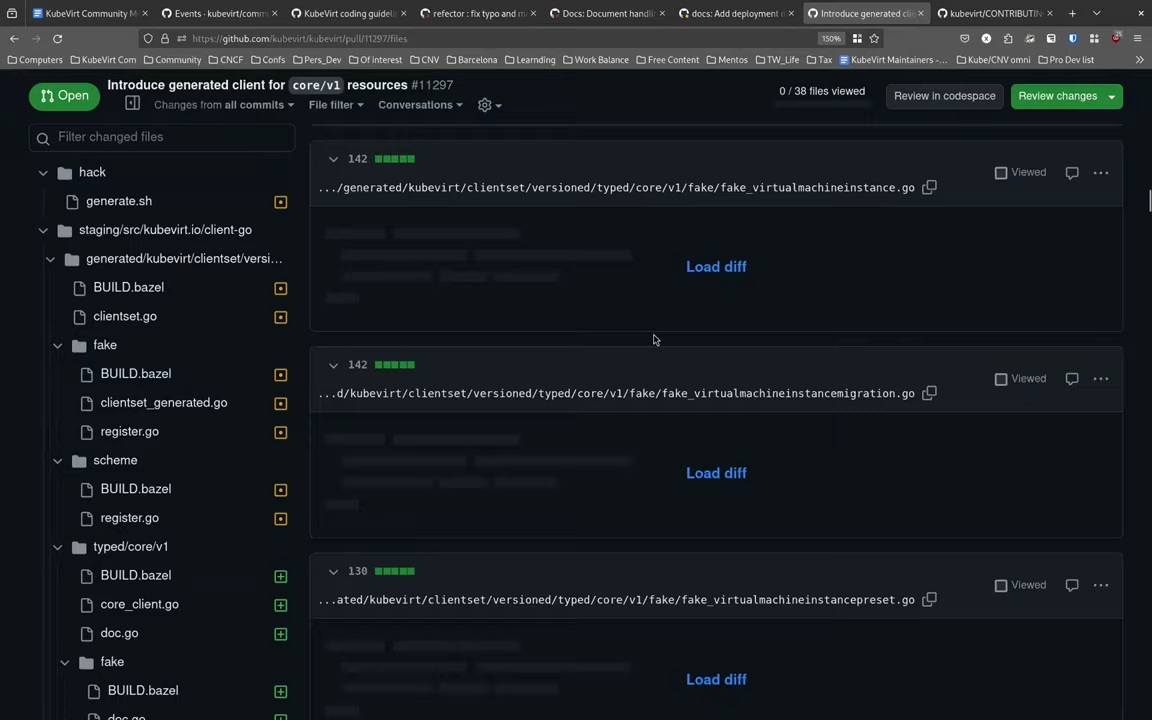 KubeVirt Community M
Events - kubevirt/comm
KubeVirt coding guideli
refector : fix typo and m
Docs: Document handli
docs: Add deployment d
Introduce generated clie
kubevirt/CONTRIBUTIN
https://github.com/kubevirt/kubevirt/pull/11297/files
150%
25
Computers
KubeVirt Com
Community
CNCF
Confs
Pers_Dev
Of interest
CNV
Barcelona
Learnding
Work Balance
Free Content
Mentos
TW_Life
Tax
KubeVirt Maintainers -...
Kube/CNV omni
Pro Dev list
Open
Introduce generated client for core/v1 resources #11297
Changes from all commits
File filter
Conversations
0 / 38 files viewed
Review in codespace
Review changes
Filter changed files
hack
generate.sh
staging/src/kubevirt.io/client-go
generated/kubevirt/clientset/versi...
BUILD.bazel
clientset.go
fake
BUILD.bazel
clientset_generated.go
register.go
scheme
BUILD.bazel
register.go
typed/core/v1
BUILD.bazel
core_client.go
doc.go
fake
BUILD.bazel
doc.go
142
.../generated/kubevirt/clientset/versioned/typed/core/v1/fake/fake_virtualmachineinstance.go
Viewed
Load diff
142
...d/kubevirt/clientset/versioned/typed/core/v1/fake/fake_virtualmachineinstancemigration.go
Viewed
Load diff
130
...ated/kubevirt/clientset/versioned/typed/core/v1/fake/fake_virtualmachineinstancepreset.go
Viewed
Load diff